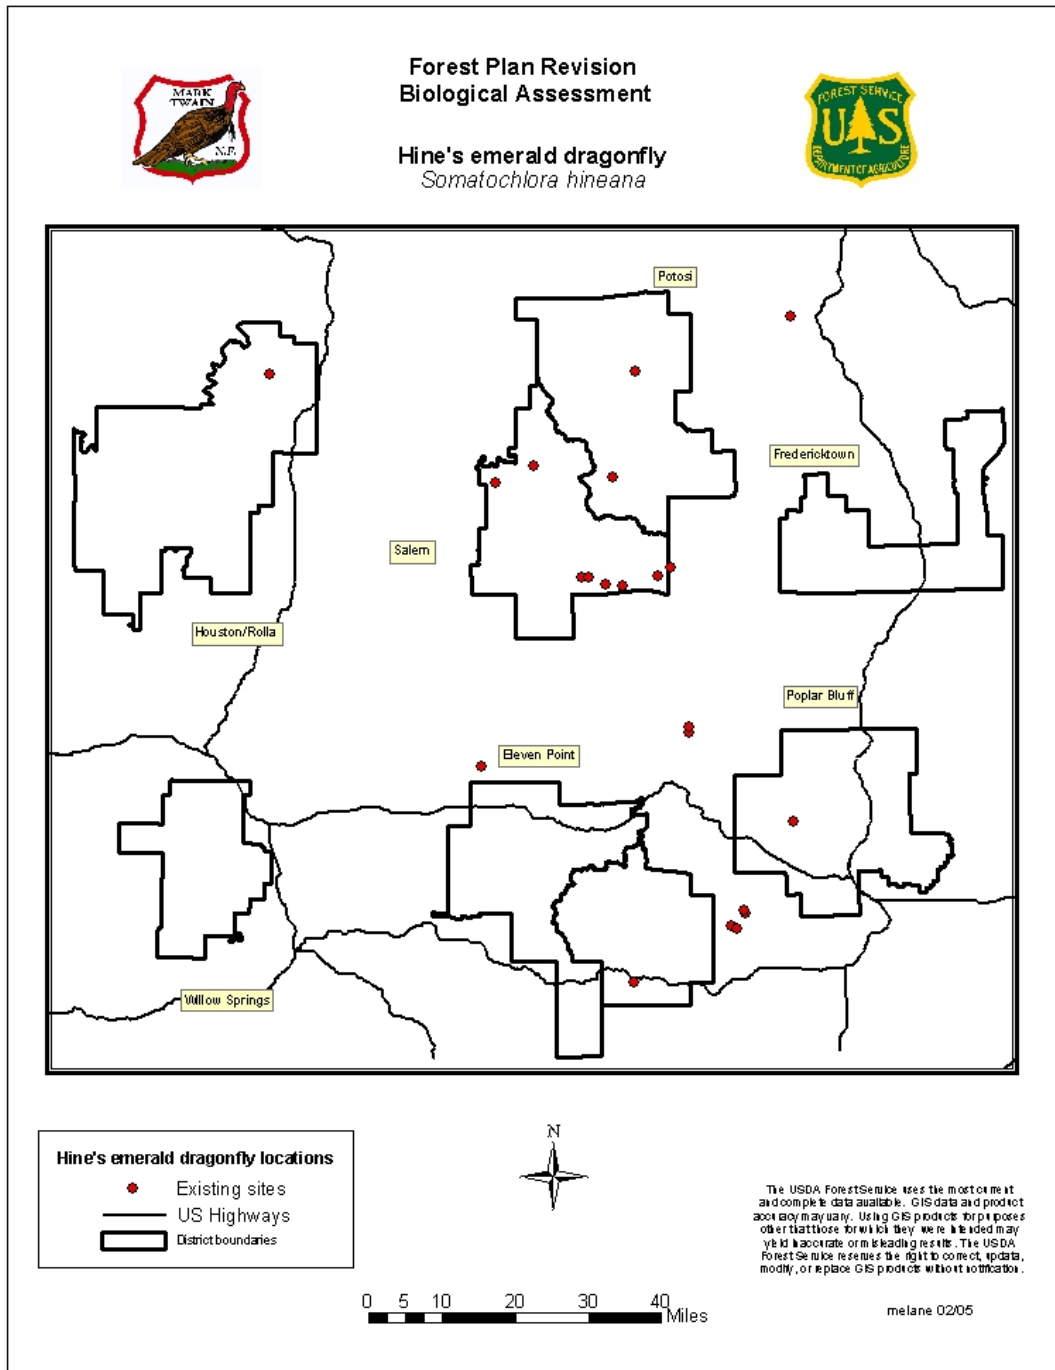 Forest Plan Revision
Biological Assessment
Hine's emerald dragonfly
Somatochlora hineana
MARK
TWAIN
N.F.
FOREST SERVICE
U S
DEPARTMENT OF AGRICULTURE
Potosi
Fredericktown
Salem
Houston/Rolla
Poplar Bluff
Eleven Point
Willow Springs
Hine's emerald dragonfly locations
Existing sites
US Highways
District boundaries
N
0 5 10 20 30 40
Miles
The USDA Forest Service uses the most current
and complete data available. GIS data and product
accuracy may vary. Using GIS products for purposes
other that those for which they were intended may
yield inaccurate or misleading results. The USDA
Forest Service reserves the right to correct, updata,
modify, or replace GIS products without notification.
melane 02/05